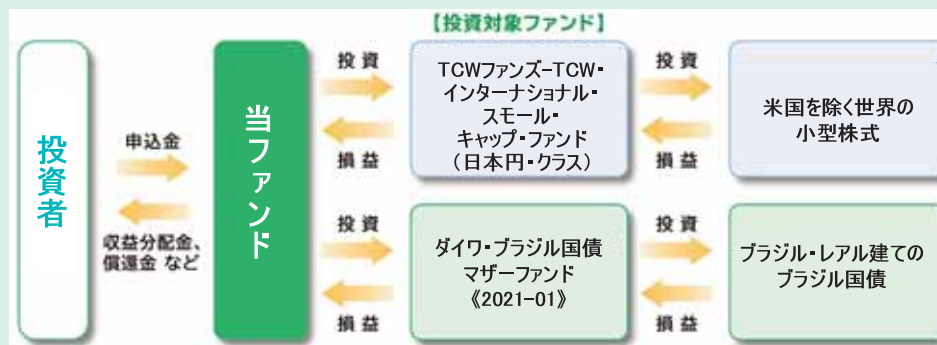 【投資対象ファンド】
投資者
申込金
収益分配金、
償還金 など
当ファンド
投 資
損 益
TCWファンズ−TCW・
インターナショナル・
スモール・
キャップ・ファンド
（日本円・クラス）
投 資
損 益
米国を除く世界の
小型株式
投 資
損 益
ダイワ・ブラジル国債
マザーファンド
《2021−01》
投 資
損 益
ブラジル・レアル建ての
ブラジル国債